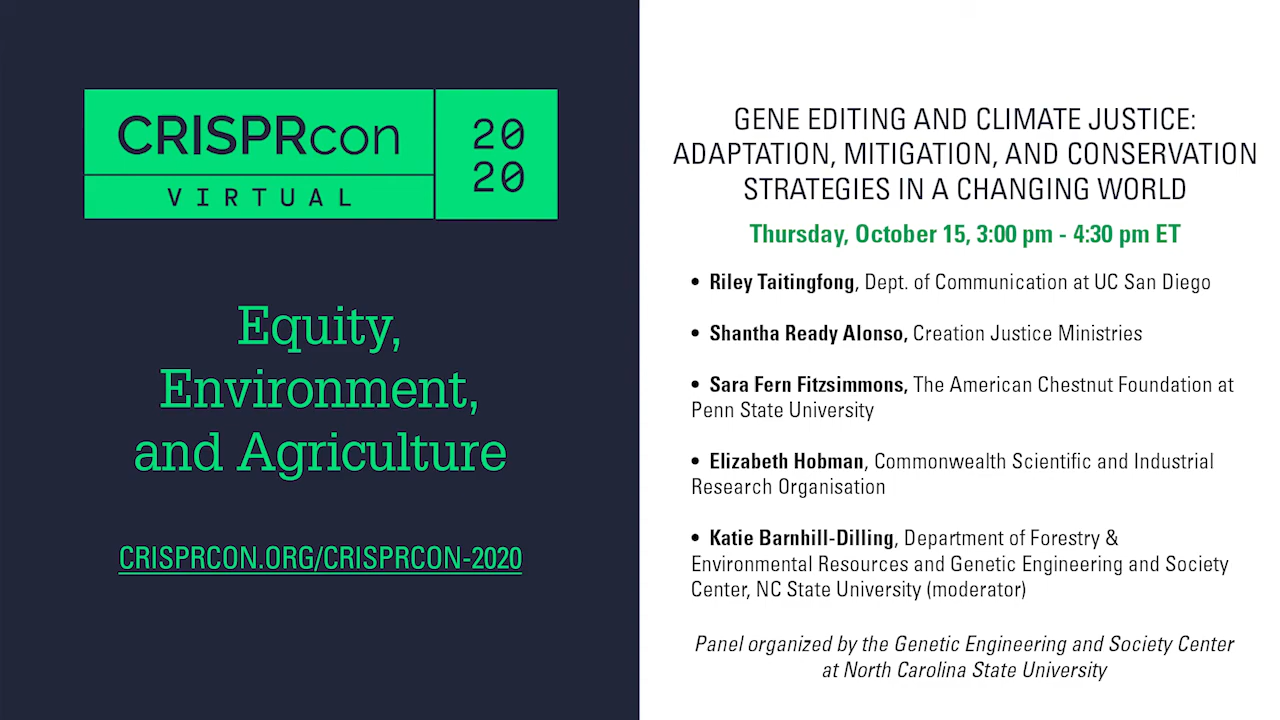 CRISPRcon
VIRTUAL
20
20
Equity,
Environment,
and Agriculture
CRISPRCON.ORG/CRISPRCON-2020
GENE EDITING AND CLIMATE JUSTICE:
ADAPTATION, MITIGATION, AND CONSERVATION
STRATEGIES IN A CHANGING WORLD
Thursday, October 15, 3:00 pm - 4:30 pm ET
• Riley Taitingfong, Dept. of Communication at UC San Diego
• Shantha Ready Alonso, Creation Justice Ministries
• Sara Fern Fitzsimmons, The American Chestnut Foundation at
Penn State University
• Elizabeth Hobman, Commonwealth Scientific and Industrial
Research Organisation
• Katie Barnhill-Dilling, Department of Forestry &
Environmental Resources and Genetic Engineering and Society
Center, NC State University (moderator)
Panel organized by the Genetic Engineering and Society Center
at North Carolina State University